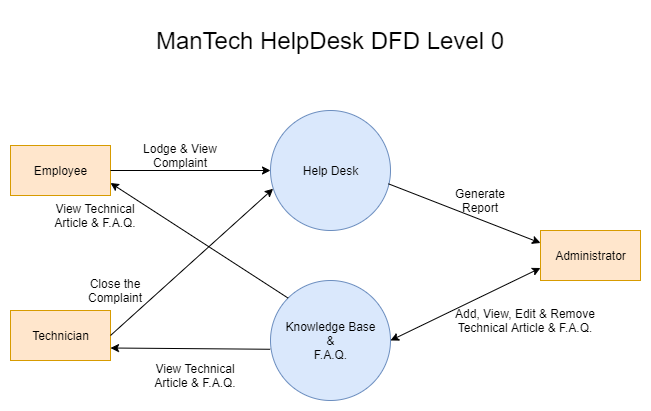 ManTech HelpDesk DFD Level 0
Lodge & View
Complaint
Employee
Help Desk
Generate
Report
View Technical
Article & F.A.Q.
Administrator
Close the
Complaint
Add, View, Edit & Remove
Technical Article & F.A.Q.
Technician
Knowledge Base
&
F.A.Q.
View Technical
Article & F.A.Q.